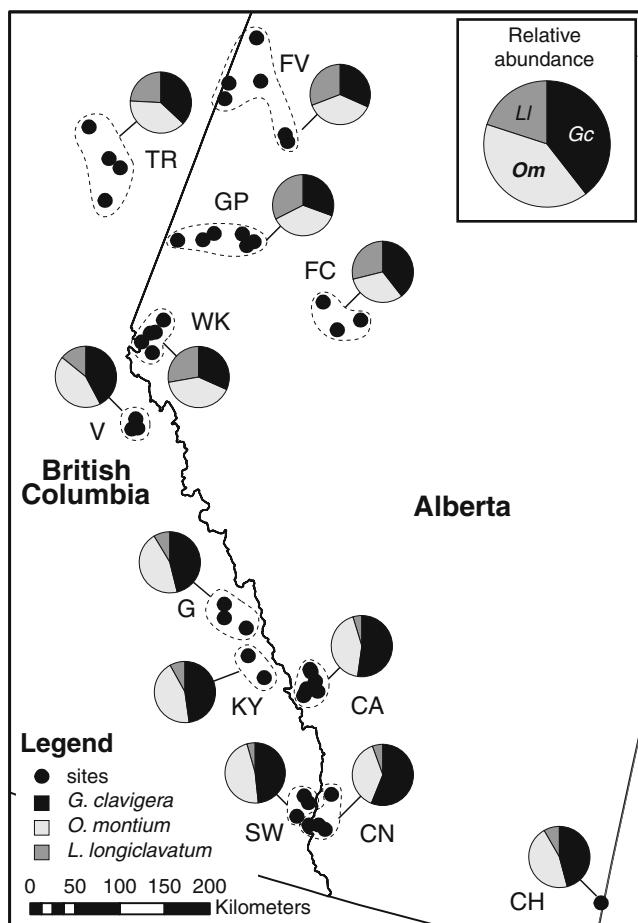 FV
Relative
abundance
Ll
Gc
Om
TR
GP
FC
WK
V
British
Columbia
Alberta
G
KY
CA
Legend
sites
G. clavigera
O. montium
L. longiclavatum
SW
CN
CH
0 50 100 150 200
Kilometers